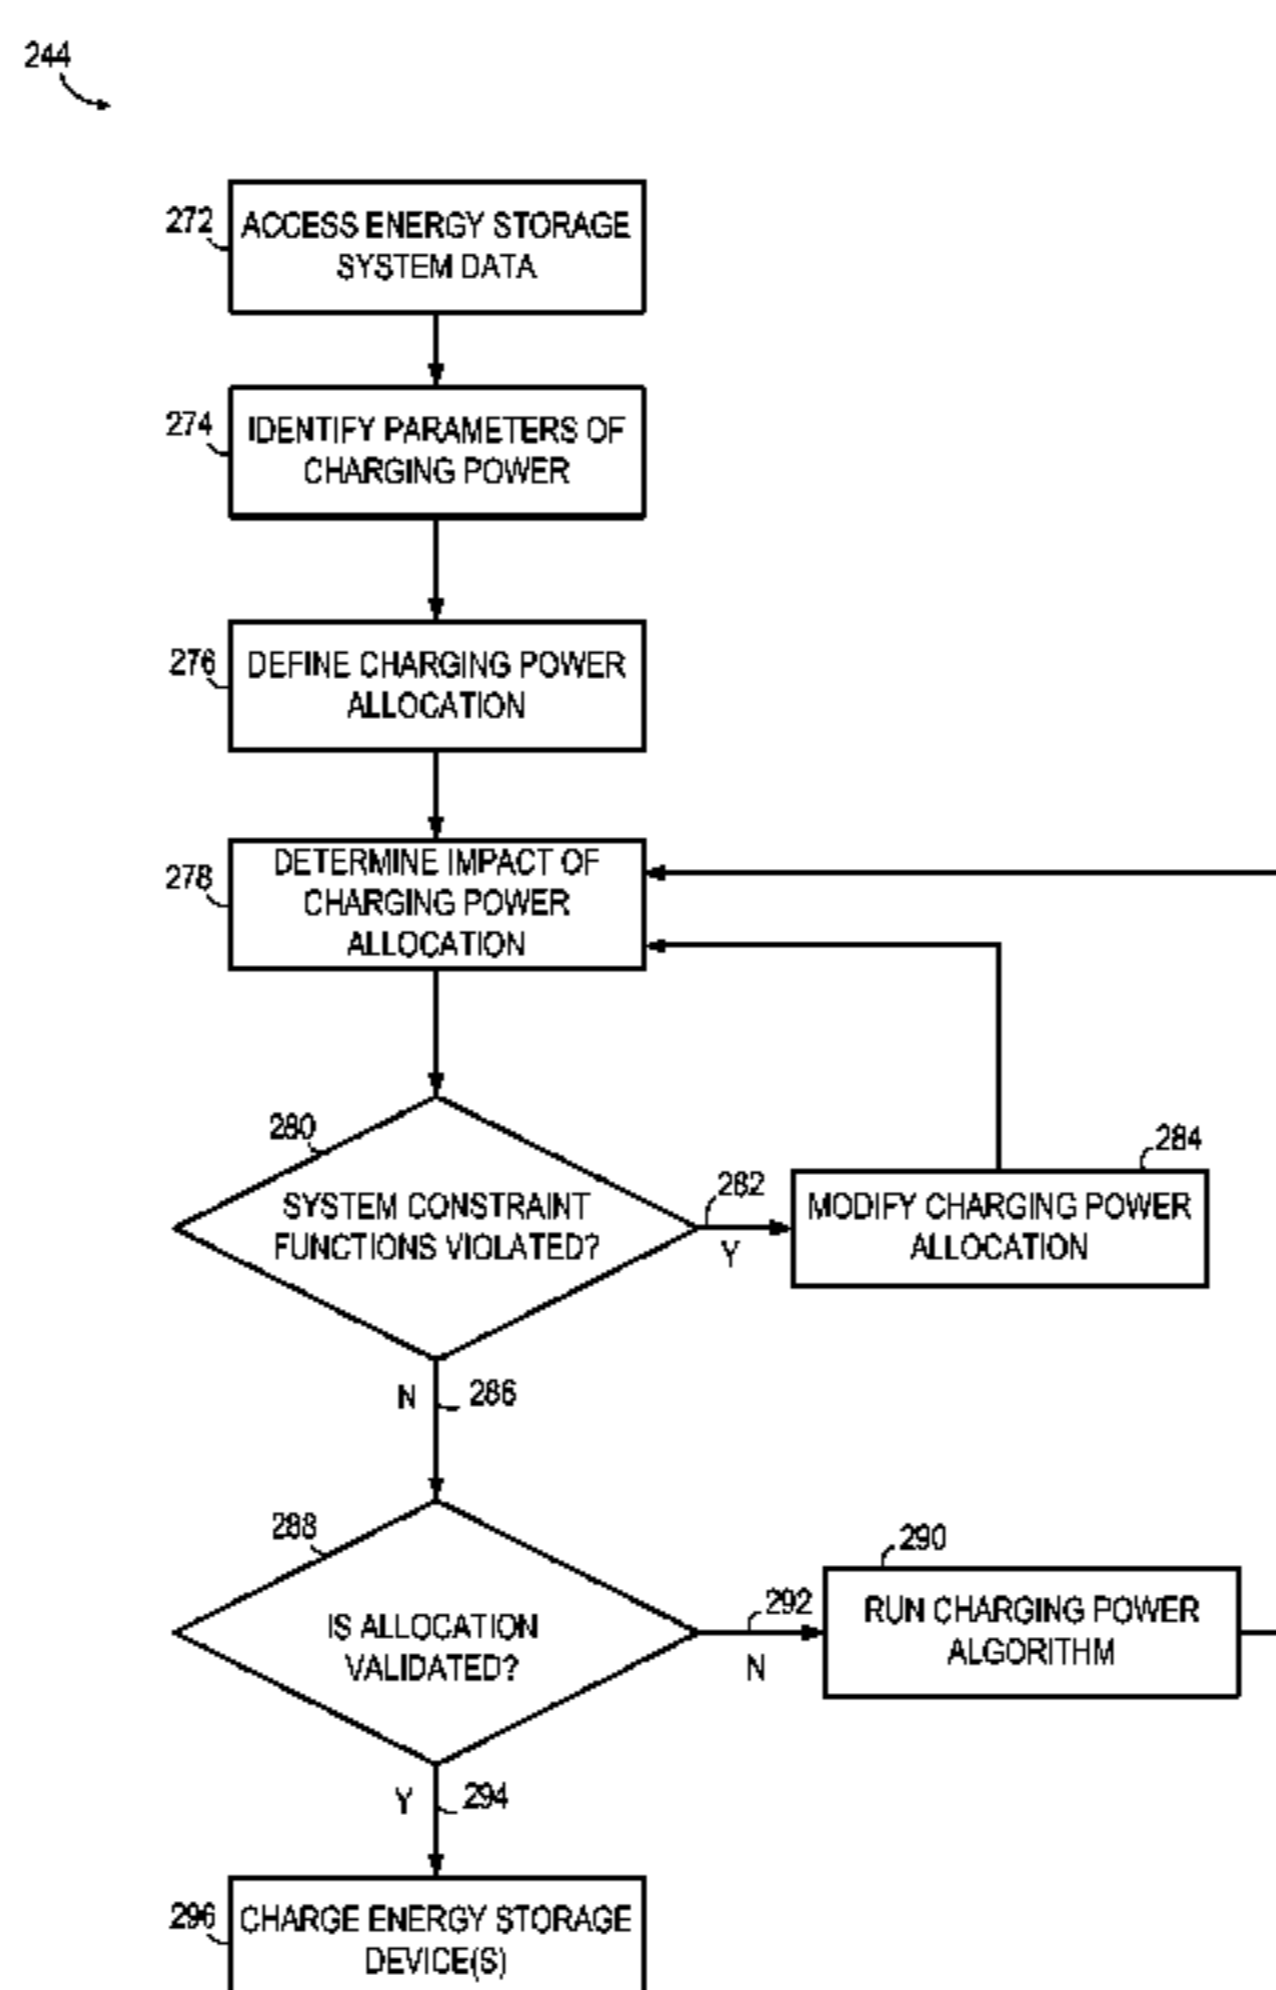 244
272
ACCESS ENERGY STORAGE
SYSTEM DATA
274
IDENTIFY PARAMETERS OF
CHARGING POWER
276
DEFINE CHARGING POWER
ALLOCATION
278
DETERMINE IMPACT OF
CHARGING POWER
ALLOCATION
280
SYSTEM CONSTRAINT
FUNCTIONS VIOLATED?
282
Y
284
MODIFY CHARGING POWER
ALLOCATION
N
286
288
IS ALLOCATION
VALIDATED?
292
N
290
RUN CHARGING POWER
ALGORITHM
Y
294
296
CHARGE ENERGY STORAGE
DEVICE(S)